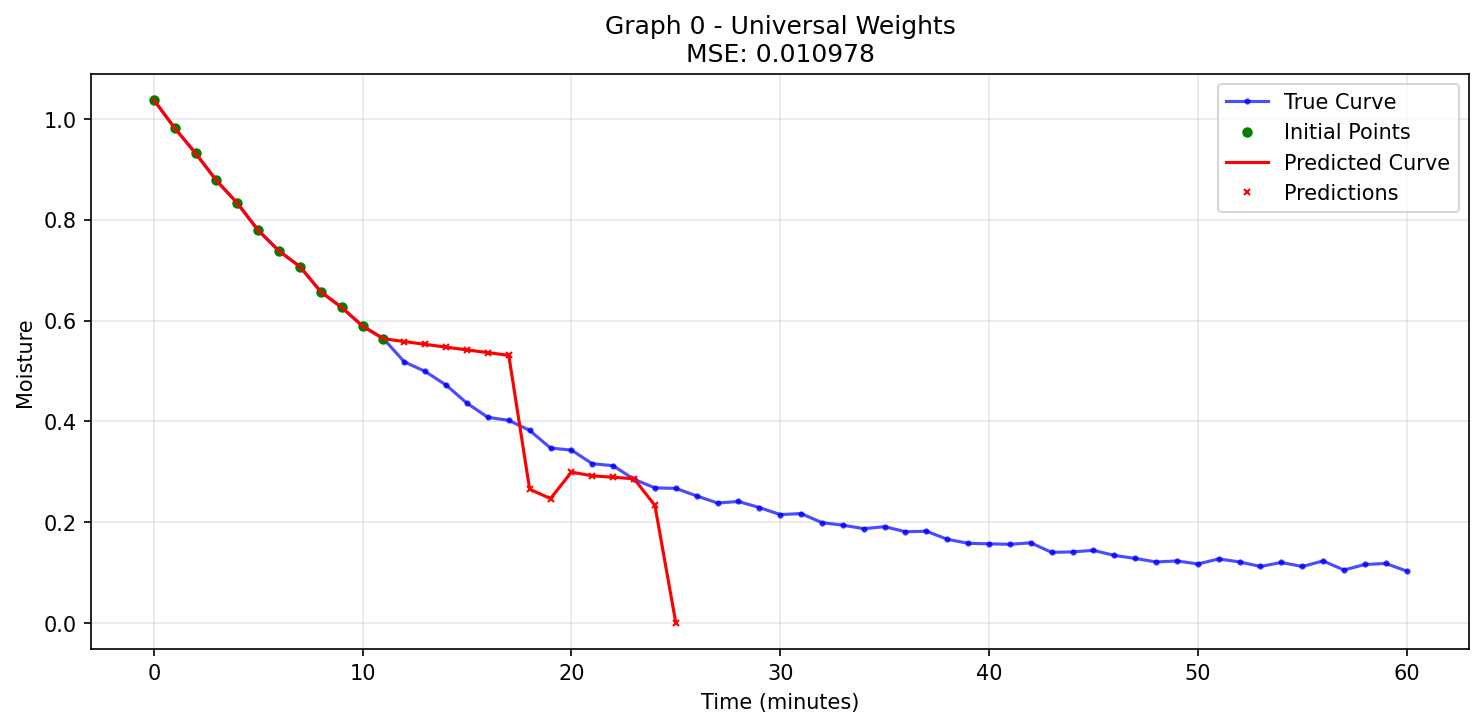 Graph 0 - Universal Weights
MSE: 0.010978
True Curve
Initial Points
Predicted Curve
Predictions
Moisture
1.0
0.8
0.6
0.4
0.2
0.0
0 10 20 30 40 50 60
Time (minutes)